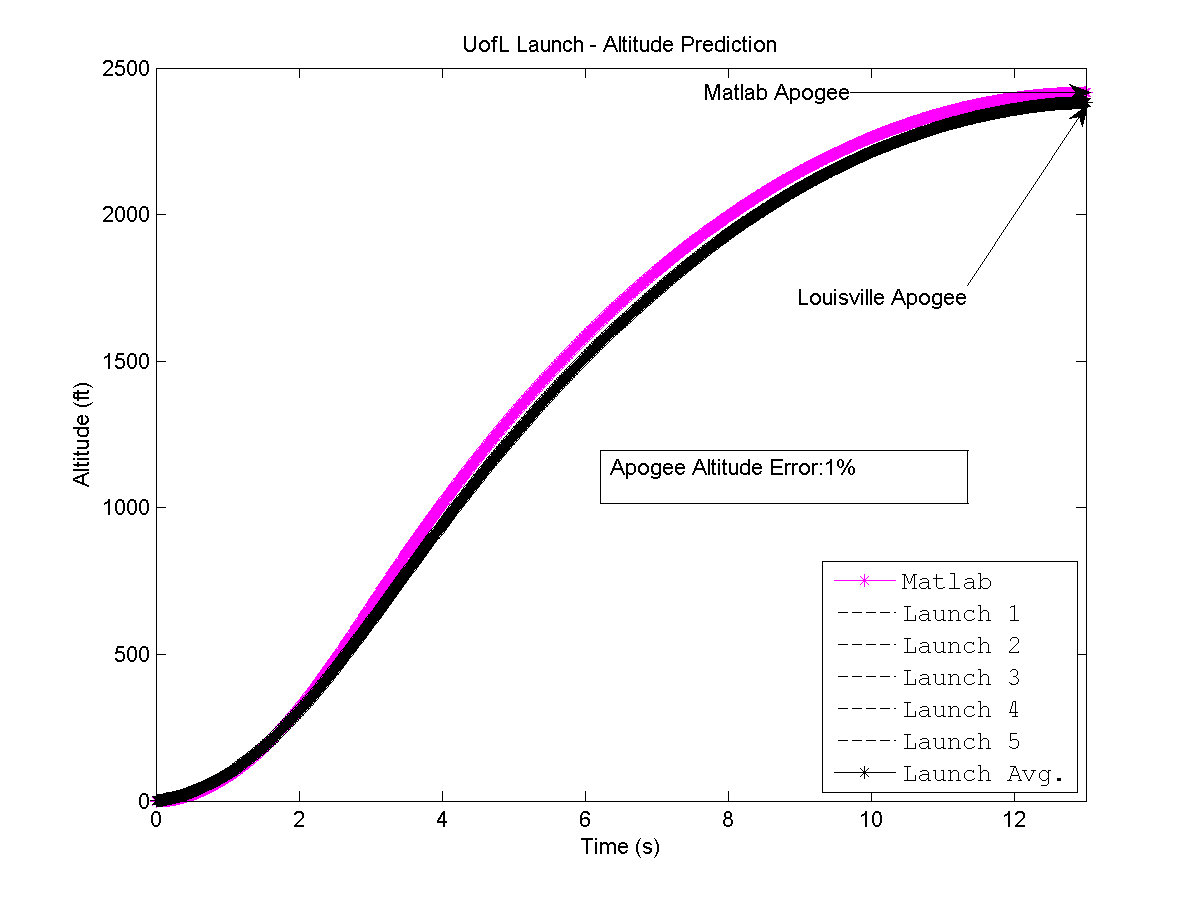 UofL Launch - Altitude Prediction
2500
Matlab Apogee
2000
Louisville Apogee
1500
Altitude (ft)
Apogee Altitude Error:1%
1000
Matlab
Launch 1
Launch 2
500
Launch 3
Launch 4
Launch 5
Launch Avg.
0
0 2 4 6 8 10 12
Time (s)